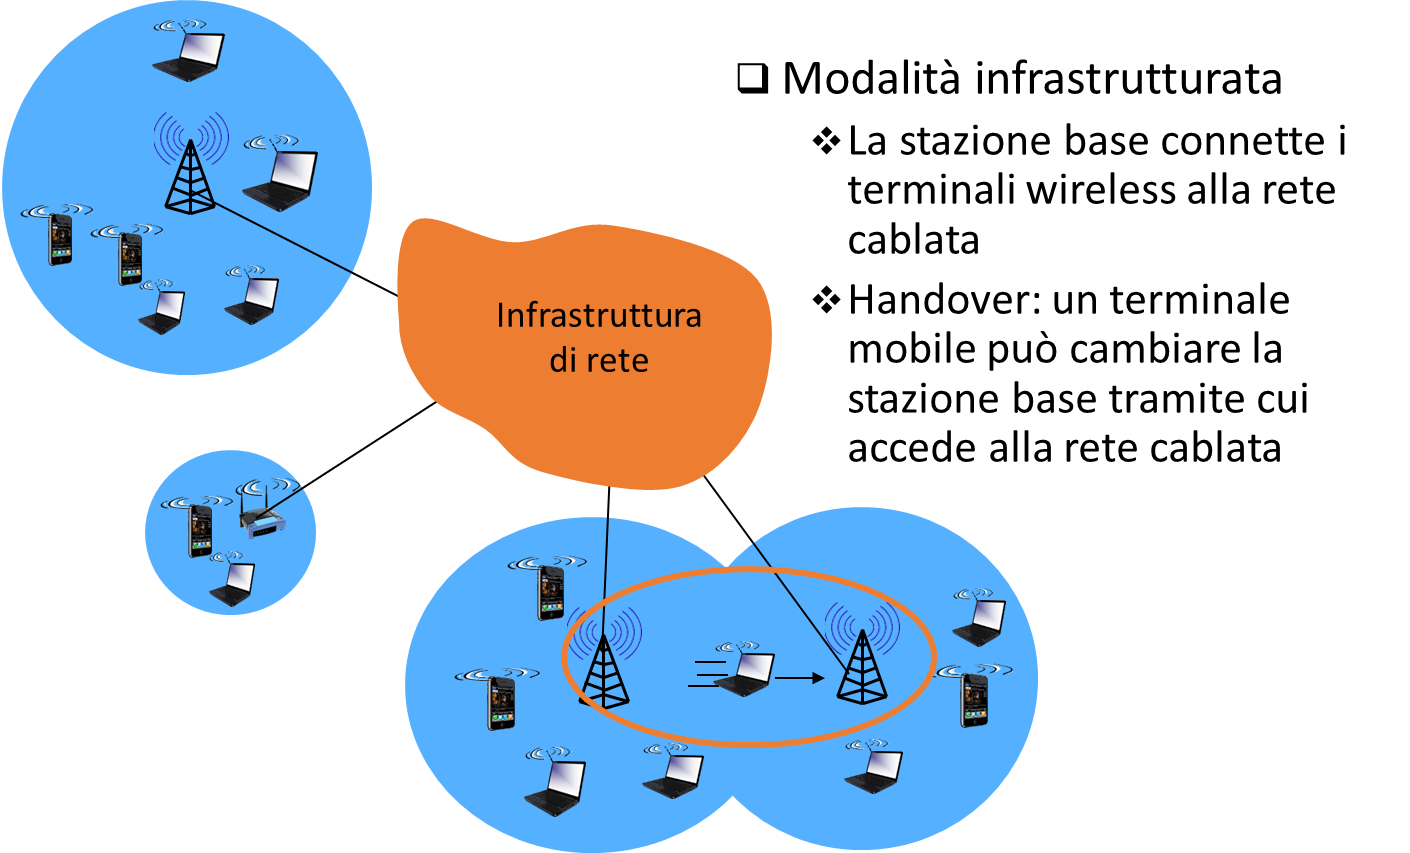 ❑ Modalità infrastrutturata
❖La stazione base connette i
terminali wireless alla rete
cablata
❖Handover: un terminale
mobile può cambiare la
stazione base tramite cui
accede alla rete cablata
Infrastruttura
di rete